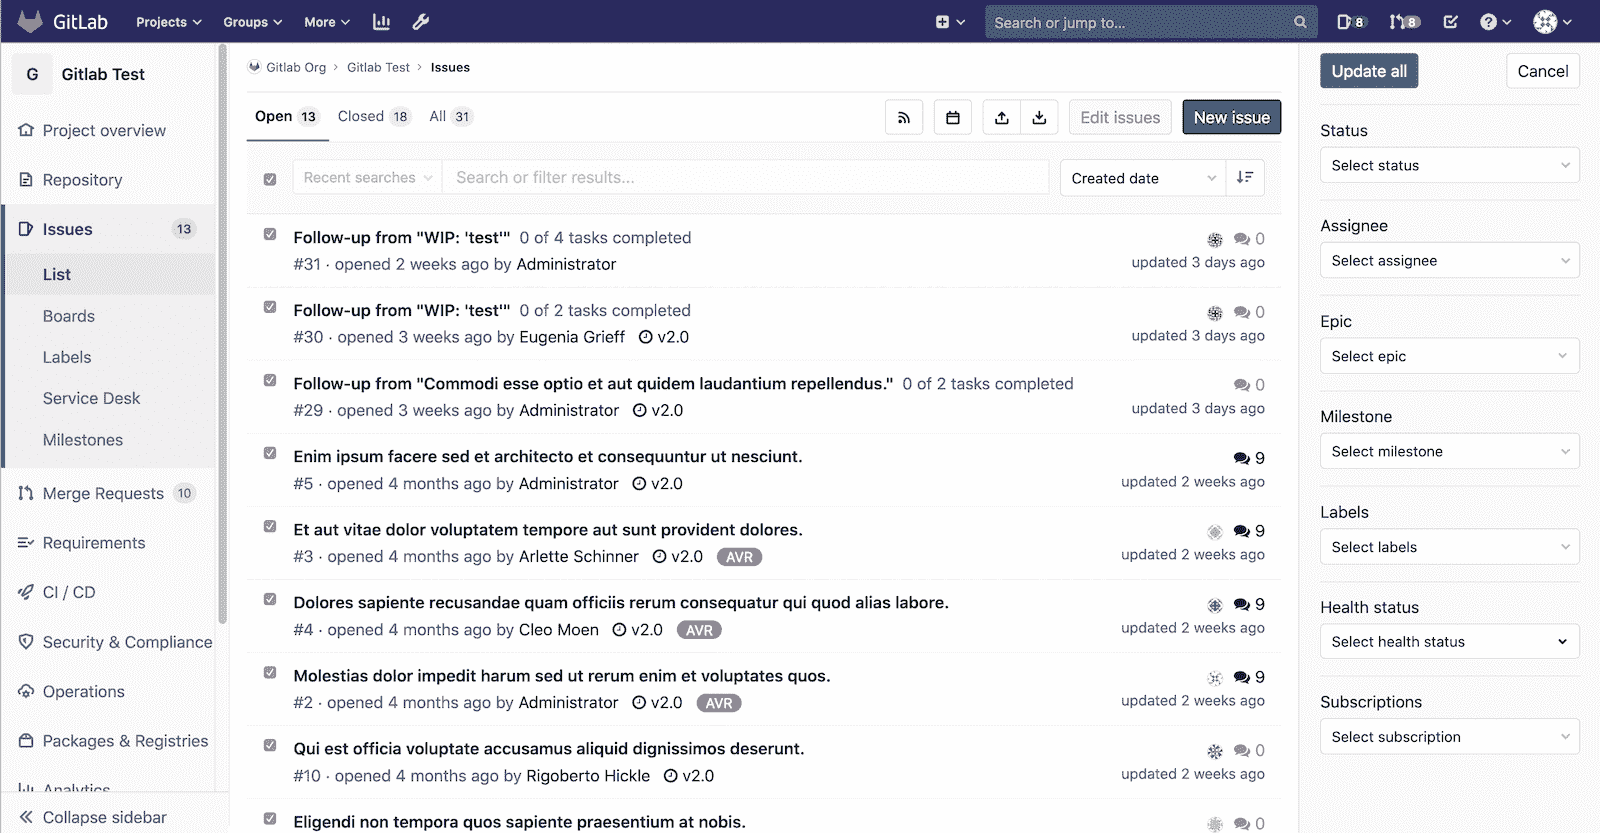 GitLab Projects Groups More Search or jump to... 8 8
G Gitlab Test
Project overview
Repository
Issues 13
List
Boards
Labels
Service Desk
Milestones
Merge Requests 10
Requirements
CI / CD
Security & Compliance
Operations
Packages & Registries
Analytics
Collapse sidebar
Gitlab Org › Gitlab Test › Issues
Open 13 Closed 18 All 31 Edit issues New issue
Recent searches Search or filter results... Created date
Follow-up from "WIP: 'test'" 0 of 4 tasks completed 0
#31 · opened 2 weeks ago by Administrator updated 3 days ago
Follow-up from "WIP: 'test'" 0 of 2 tasks completed 0
#30 · opened 3 weeks ago by Eugenia Grieff v2.0 updated 3 days ago
Follow-up from "Commodi esse optio et aut quidem laudantium repellendus." 0 of 2 tasks completed 0
#29 · opened 3 weeks ago by Administrator v2.0 updated 3 days ago
Enim ipsum facere sed et architecto et consequuntur ut nesciunt. 9
#5 · opened 4 months ago by Administrator v2.0 updated 2 weeks ago
Et aut vitae dolor voluptatem tempore aut sunt provident dolores. 9
#3 · opened 4 months ago by Arlette Schinner v2.0 AVR updated 2 weeks ago
Dolores sapiente recusandae quam officiis rerum consequatur qui quod alias labore. 9
#4 · opened 4 months ago by Cleo Moen v2.0 AVR updated 2 weeks ago
Molestias dolor impedit harum sed ut rerum enim et voluptates quos. 9
#2 · opened 4 months ago by Administrator v2.0 AVR updated 2 weeks ago
Qui est officia voluptate accusamus aliquid dignissimos deserunt. 0
#10 · opened 4 months ago by Rigoberto Hickle v2.0 updated 2 weeks ago
Eligendi non tempora quos sapiente praesentium at nobis. 0
Update all Cancel
Status
Select status
Assignee
Select assignee
Epic
Select epic
Milestone
Select milestone
Labels
Select labels
Health status
Select health status
Subscriptions
Select subscription